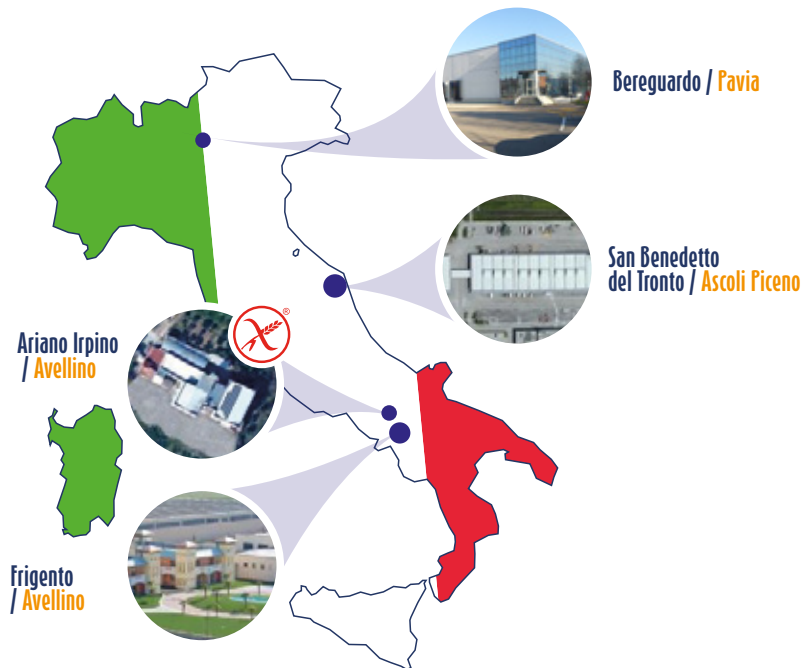 Bereguardo / Pavia
San Benedetto
del Tronto / Ascoli Piceno
®
Ariano Irpino
/ Avellino
Frigento
/ Avellino